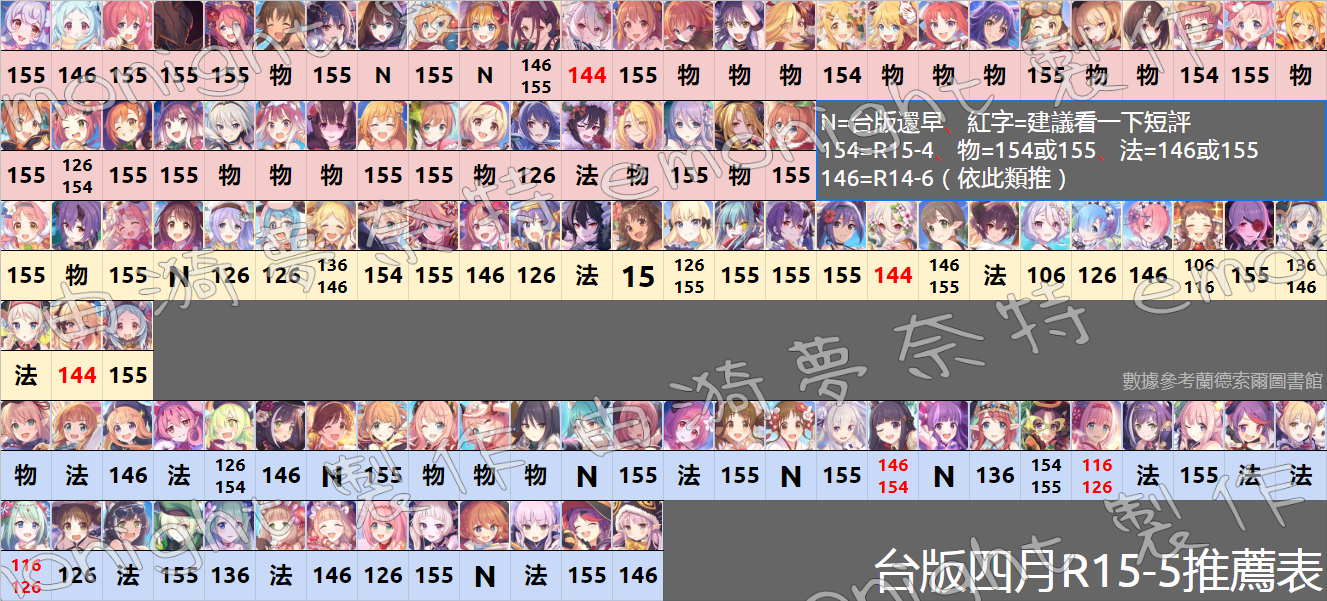 155 146 155 155 155 物 155 N 155 N 146 144 155 物 物 物 154 物 物 物 155 物 物 154 155 物
155
155 126 155 155 物 物 物 155 155 物 126 法 物 155 物 155
154
N=台版還早、紅字=建議看一下短評
154=R15-4、物=154或155、法=146或155
146=R14-6（依此類推）
155 物 155 N 126 126 136 154 155 146 126 法 15 126 155 155 155 144 146 法 106 126 146 106 155 136
146 155 155 116 146
法 144 155
數據參考蘭德索爾圖書館
物 法 146 法 126 146 N 155 物 物 物 N 155 法 155 N 155 146 N 136 154 116 法 155 法 法
154 154 155 126
116 126 法 155 136 法 146 126 155 N 法 155 146
126
台版四月R15-5推薦表
由漪夢奈特 emonight 製作